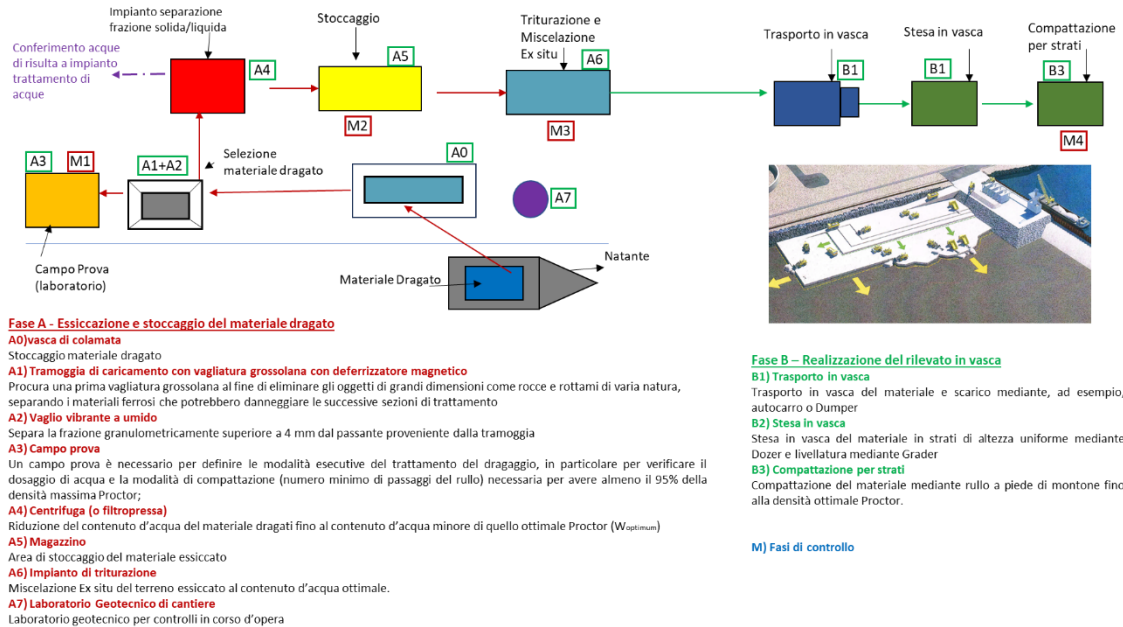 Impianto separazione
frazione solida/liquida
Stoccaggio
Triturazione e
Miscelazione
Ex situ
Trasporto in vasca
Stesa in vasca
Compattazione
per strati
Conferimento acque
di risulta a impianto
trattamento di
acque
A4
A5
A6
B1
B1
B3
M2
M3
M4
A3
M1
A1+A2
Selezione
materiale dragato
A0
A7
Campo Prova
(laboratorio)
Materiale Dragato
Natante
Fase A - Essiccazione e stoccaggio del materiale dragato
A0)vasca di colamata
Stoccaggio materiale dragato
A1) Tramoggia di caricamento con vagliatura grossolana con deferrizzatore magnetico
Procura una prima vagliatura grossolana al fine di eliminare gli oggetti di grandi dimensioni come rocce e rottami di varia natura,
separando i materiali ferrosi che potrebbero danneggiare le successive sezioni di trattamento
A2) Vaglio vibrante a umido
Separa la frazione granulometricamente superiore a 4 mm dal passante proveniente dalla tramoggia
A3) Campo prova
Un campo prova è necessario per definire le modalità esecutive del trattamento del dragaggio, in particolare per verificare il
dosaggio di acqua e la modalità di compattazione (numero minimo di passaggi del rullo) necessaria per avere almeno il 95% della
densità massima Proctor;
A4) Centrifuga (o filtropressa)
Riduzione del contenuto d'acqua del materiale dragati fino al contenuto d'acqua minore di quello ottimale Proctor (Woptimum)
A5) Magazzino
Area di stoccaggio del materiale essiccato
A6) Impianto di triturazione
Miscelazione Ex situ del terreno essiccato al contenuto d'acqua ottimale.
A7) Laboratorio Geotecnico di cantiere
Laboratorio geotecnico per controlli in corso d'opera
Fase B – Realizzazione del rilevato in vasca
B1) Trasporto in vasca
Trasporto in vasca del materiale e scarico mediante, ad esempio,
autocarro o Dumper
B2) Stesa in vasca
Stesa in vasca del materiale in strati di altezza uniforme mediante
Dozer e livellatura mediante Grader
B3) Compattazione per strati
Compattazione del materiale mediante rullo a piede di montone fino
alla densità ottimale Proctor.
M) Fasi di controllo